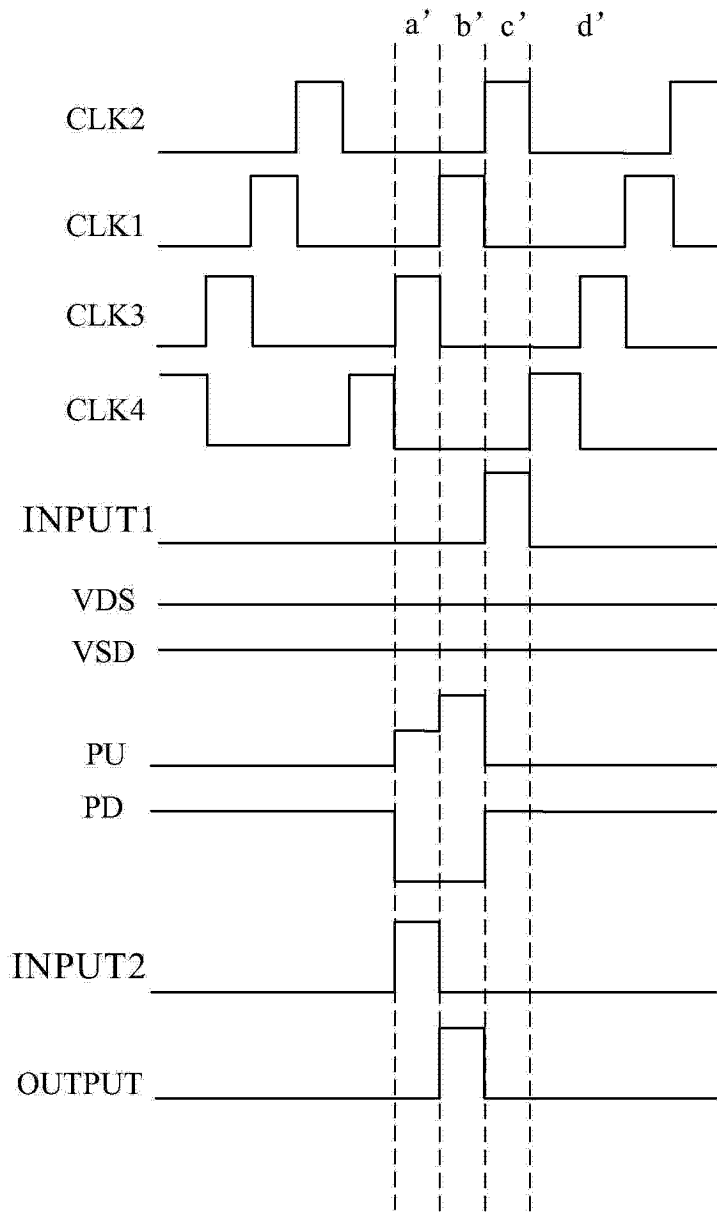 a’ b’ c’ d’
CLK2
CLK1
CLK3
CLK4
INPUT1
VDS
VSD
PU
PD
INPUT2
OUTPUT